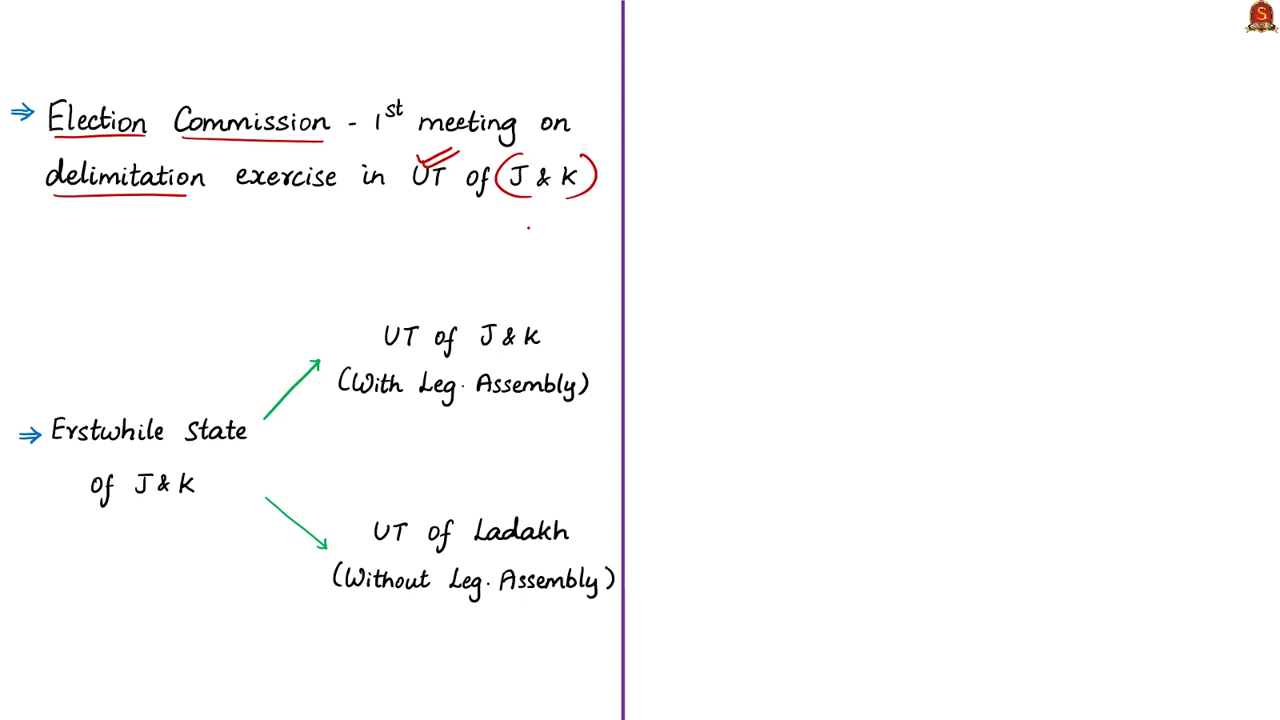 ⇒ Election Commission - 1st meeting on
delimitation exercise in UT of (J & K)
UT of J & K
(With Leg. Assembly)
⇒ Erstwhile State
of J & K
UT of Ladakh
(Without Leg. Assembly)
S